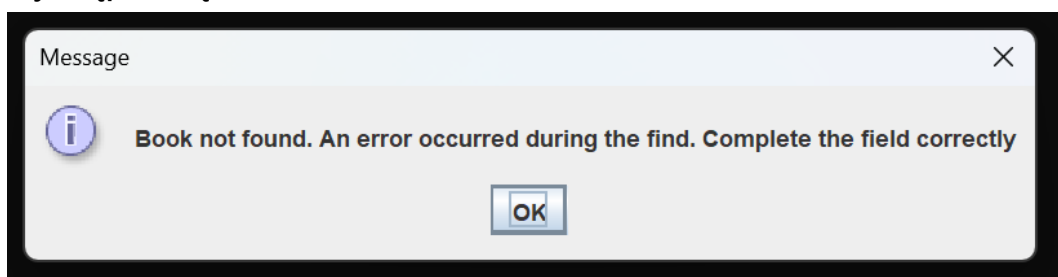 Message
Book not found. An error occurred during the find. Complete the field correctly
OK